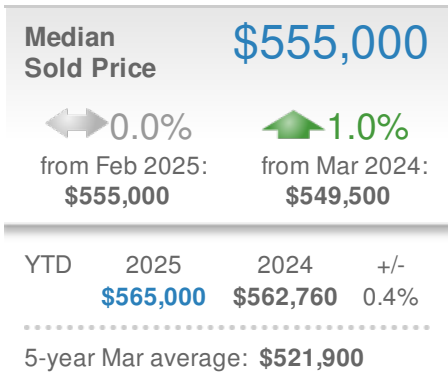 Median
Sold Price
$555,000
0.0%
from Feb 2025:
$555,000
1.0%
from Mar 2024:
$549,500
YTD 2025 2024 +/-
$565,000 $562,760 0.4%
5-year Mar average: $521,900